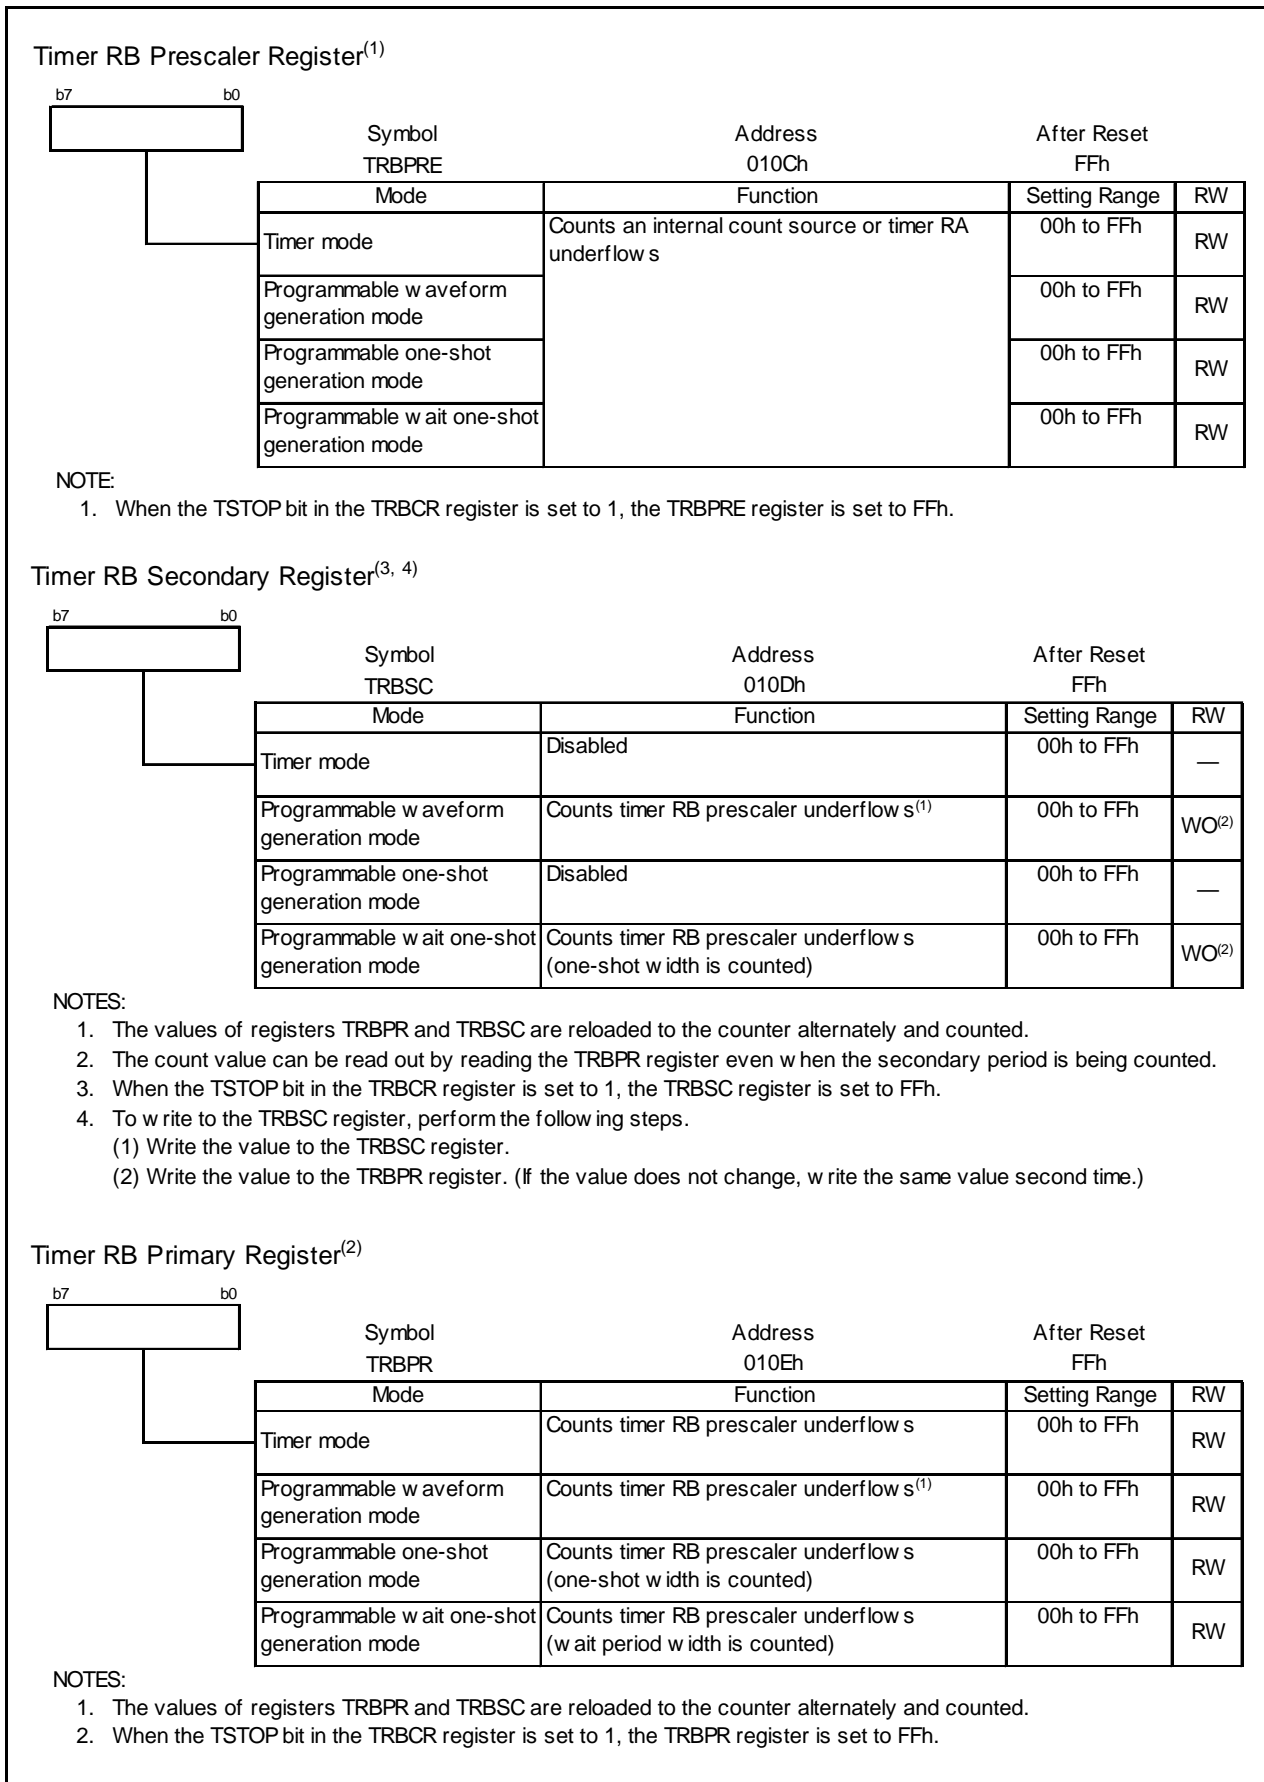 Timer RB Prescaler Register(1)
b7 b0
Symbol Address After Reset
TRBPRE 010Ch FFh
Mode Function Setting Range RW
Timer mode Counts an internal count source or timer RA underflows 00h to FFh RW
Programmable waveform generation mode 00h to FFh RW
Programmable one-shot generation mode 00h to FFh RW
Programmable wait one-shot generation mode 00h to FFh RW
NOTE:
1. When the TSTOP bit in the TRBCR register is set to 1, the TRBPRE register is set to FFh.
Timer RB Secondary Register(3, 4)
b7 b0
Symbol Address After Reset
TRBSC 010Dh FFh
Mode Function Setting Range RW
Timer mode Disabled 00h to FFh —
Programmable waveform generation mode Counts timer RB prescaler underflows(1) 00h to FFh WO(2)
Programmable one-shot generation mode Disabled 00h to FFh —
Programmable wait one-shot generation mode Counts timer RB prescaler underflows (one-shot width is counted) 00h to FFh WO(2)
NOTES:
1. The values of registers TRBPR and TRBSC are reloaded to the counter alternately and counted.
2. The count value can be read out by reading the TRBPR register even when the secondary period is being counted.
3. When the TSTOP bit in the TRBCR register is set to 1, the TRBSC register is set to FFh.
4. To write to the TRBSC register, perform the following steps.
(1) Write the value to the TRBSC register.
(2) Write the value to the TRBPR register. (If the value does not change, write the same value second time.)
Timer RB Primary Register(2)
b7 b0
Symbol Address After Reset
TRBPR 010Eh FFh
Mode Function Setting Range RW
Timer mode Counts timer RB prescaler underflows 00h to FFh RW
Programmable waveform generation mode Counts timer RB prescaler underflows(1) 00h to FFh RW
Programmable one-shot generation mode Counts timer RB prescaler underflows (one-shot width is counted) 00h to FFh RW
Programmable wait one-shot generation mode Counts timer RB prescaler underflows (wait period width is counted) 00h to FFh RW
NOTES:
1. The values of registers TRBPR and TRBSC are reloaded to the counter alternately and counted.
2. When the TSTOP bit in the TRBCR register is set to 1, the TRBPR register is set to FFh.